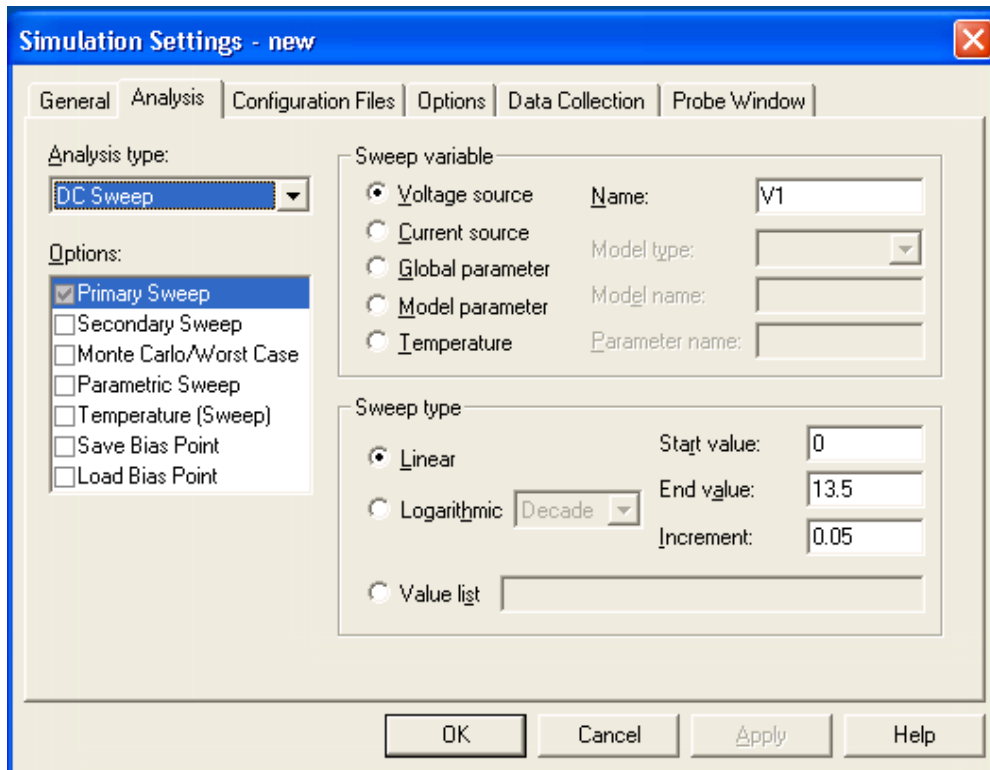 Simulation Settings - new
General Analysis Configuration Files Options Data Collection Probe Window
Analysis type:
DC Sweep
Options:
Primary Sweep
Secondary Sweep
Monte Carlo/Worst Case
Parametric Sweep
Temperature (Sweep)
Save Bias Point
Load Bias Point
Sweep variable
Voltage source
Current source
Global parameter
Model parameter
Temperature
Name: V1
Model type:
Model name:
Parameter name:
Sweep type
Linear
Logarithmic Decade
Value list
Start value: 0
End value: 13.5
Increment: 0.05
OK Cancel Apply Help